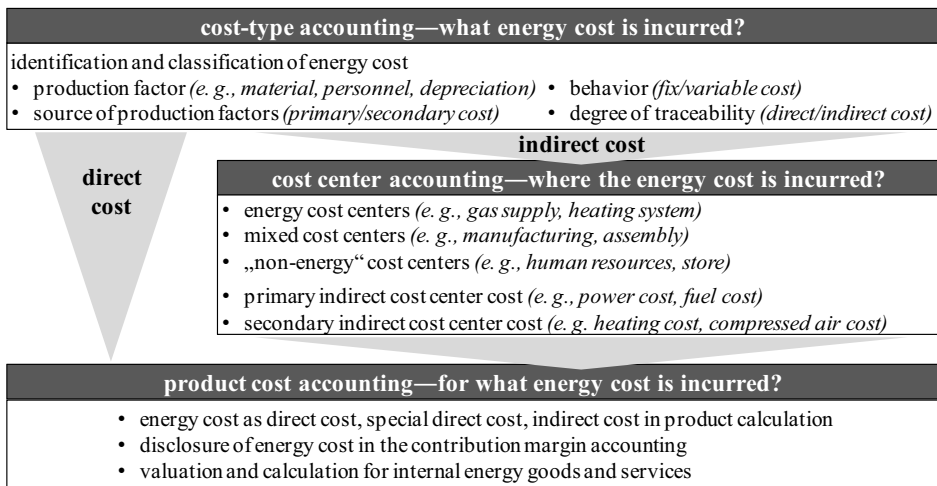 cost-type accounting—what energy cost is incurred?
identification and classification of energy cost
• production factor (e. g., material, personnel, depreciation)
• source of production factors (primary/secondary cost)
• behavior (fix/variable cost)
• degree of traceability (direct/indirect cost)
direct
cost
indirect cost
cost center accounting—where the energy cost is incurred?
• energy cost centers (e. g., gas supply, heating system)
• mixed cost centers (e. g., manufacturing, assembly)
• „non-energy“ cost centers (e. g., human resources, store)
• primary indirect cost center cost (e. g., power cost, fuel cost)
• secondary indirect cost center cost (e. g. heating cost, compressed air cost)
product cost accounting—for what energy cost is incurred?
• energy cost as direct cost, special direct cost, indirect cost in product calculation
• disclosure of energy cost in the contribution margin accounting
• valuation and calculation for internal energy goods and services